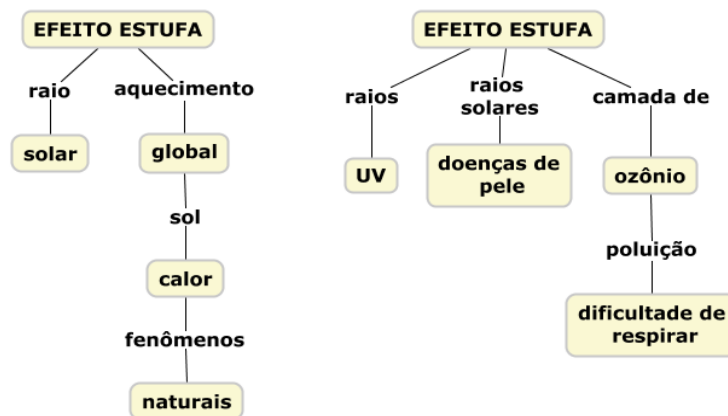 EFEITO ESTUFA
raio
aquecimento
solar
global
sol
calor
fenômenos
naturais
EFEITO ESTUFA
raios
raios
solares
camada de
UV
doenças de
pele
ozônio
poluição
dificultade de
respirar